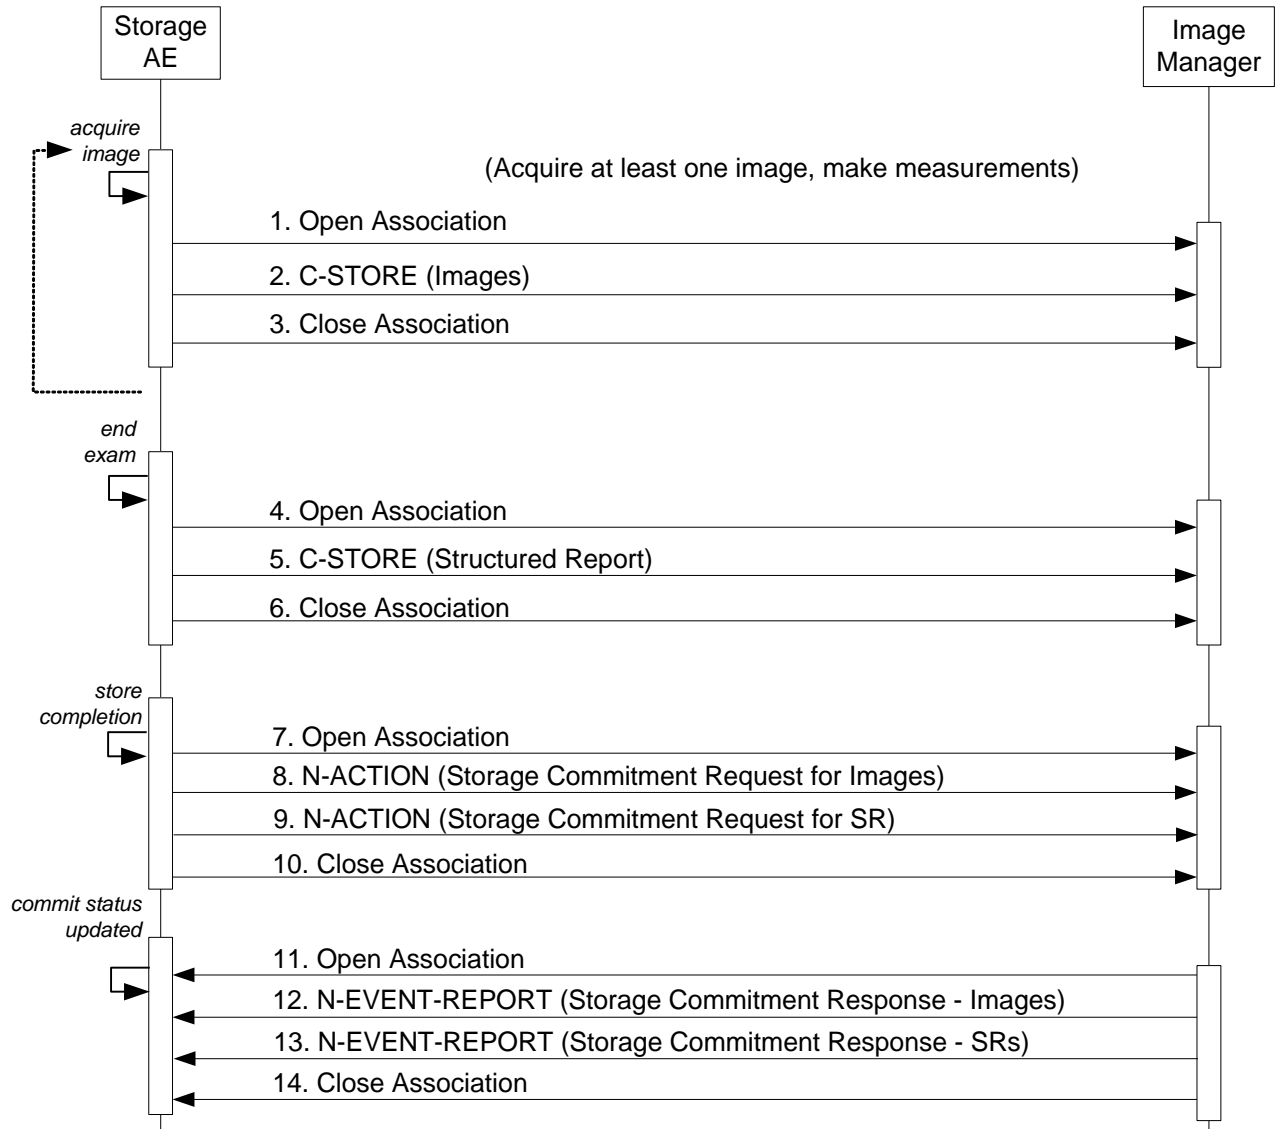 Storage
AE
Image
Manager
acquire
image
(Acquire at least one image, make measurements)
1. Open Association
2. C-STORE (Images)
3. Close Association
end
exam
4. Open Association
5. C-STORE (Structured Report)
6. Close Association
store
completion
7. Open Association
8. N-ACTION (Storage Commitment Request for Images)
9. N-ACTION (Storage Commitment Request for SR)
10. Close Association
commit status
updated
11. Open Association
12. N-EVENT-REPORT (Storage Commitment Response - Images)
13. N-EVENT-REPORT (Storage Commitment Response - SRs)
14. Close Association